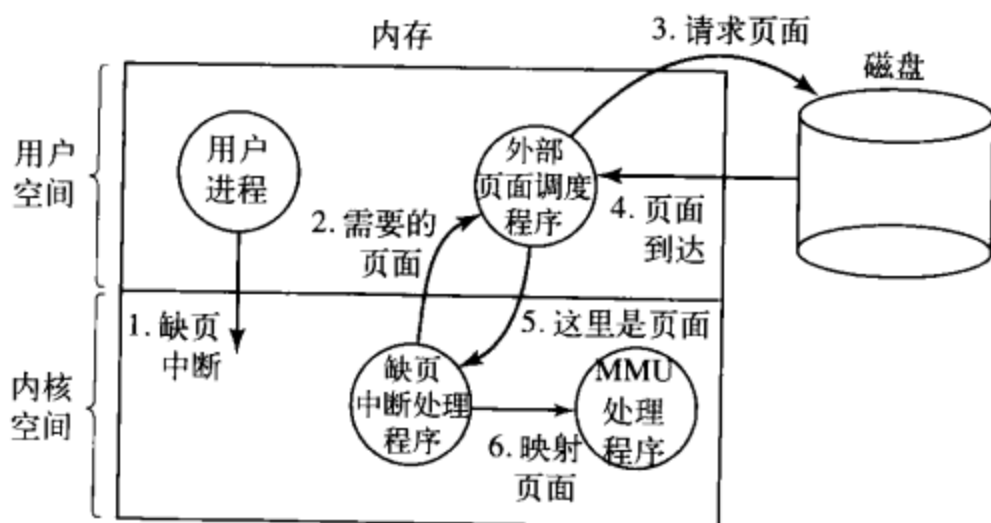 内存
3. 请求页面
磁盘
用户
空间
用户
进程
外部
页面调度
程序
2. 需要的
页面
4. 页面
到达
1. 缺页
中断
5. 这里是页面
内核
空间
缺页
中断处理
程序
MMU
处理
程序
6. 映射
页面